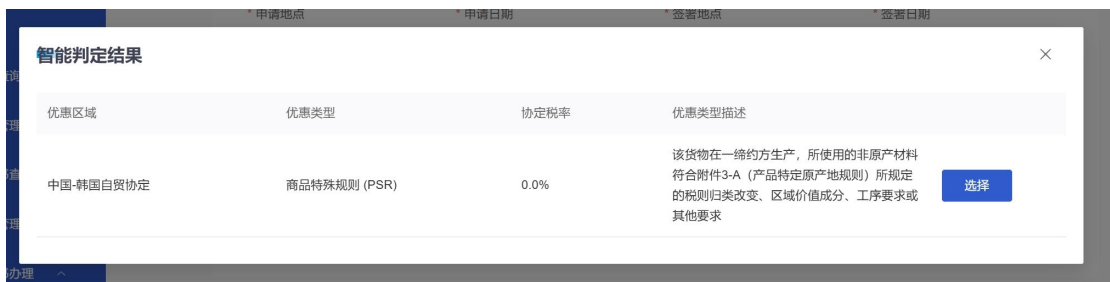 * 申请地点 * 申请日期 * 签署地点 * 签署日期
智能判定结果
优惠区域 优惠类型 协定税率 优惠类型描述
中国-韩国自贸协定 商品特殊规则 (PSR) 0.0% 该货物在一缔约方生产，所使用的非原产材料
符合附件3-A（产品特定原产地规则）所规定
的税则归类改变、区域价值成分、工序要求或
其他要求
选择
办理